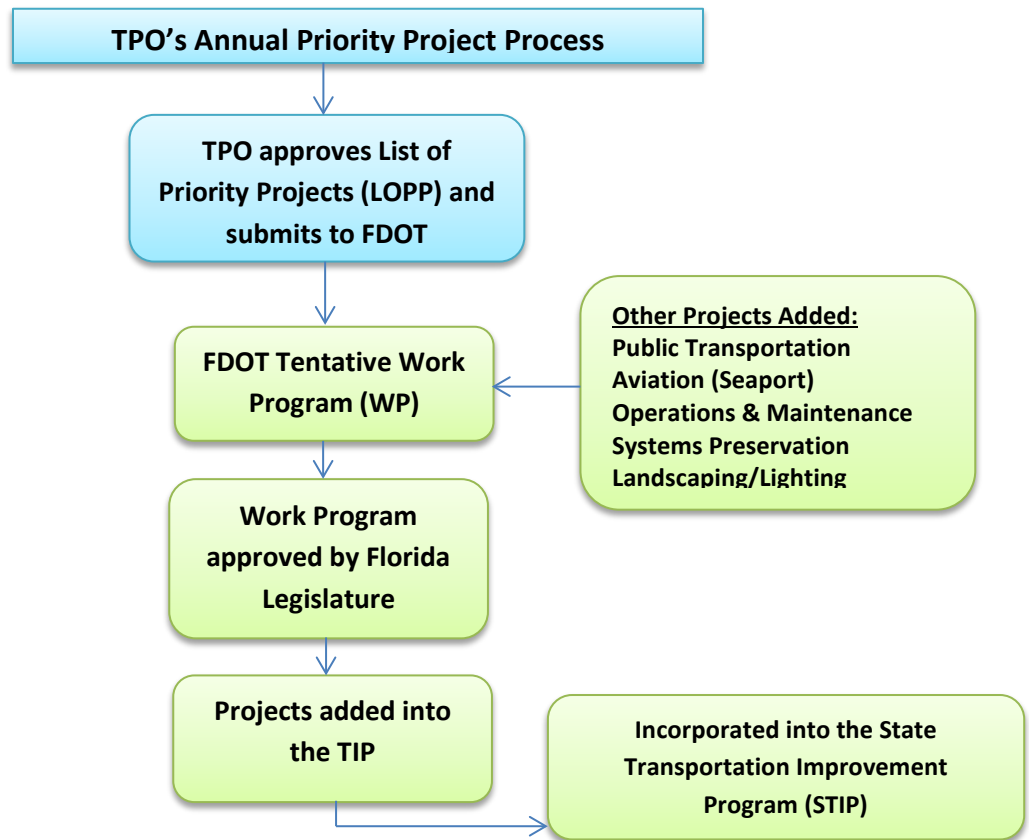 TPO’s Annual Priority Project Process
TPO approves List of
Priority Projects (LOPP) and
submits to FDOT
FDOT Tentative Work
Program (WP)
Other Projects Added:
Public Transportation
Aviation (Seaport)
Operations & Maintenance
Systems Preservation
Landscaping/Lighting
Work Program
approved by Florida
Legislature
Projects added into
the TIP
Incorporated into the State
Transportation Improvement
Program (STIP)